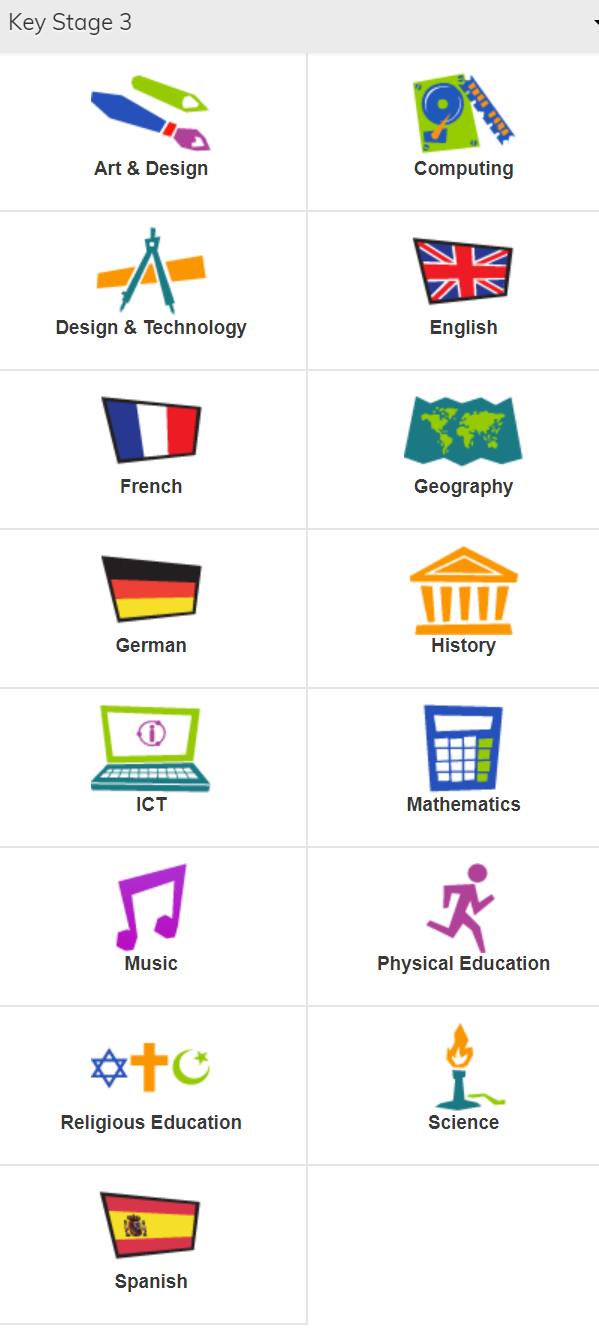 Key Stage 3
Art & Design
Computing
Design & Technology
English
French
Geography
German
History
ICT
Mathematics
Music
Physical Education
Religious Education
Science
Spanish